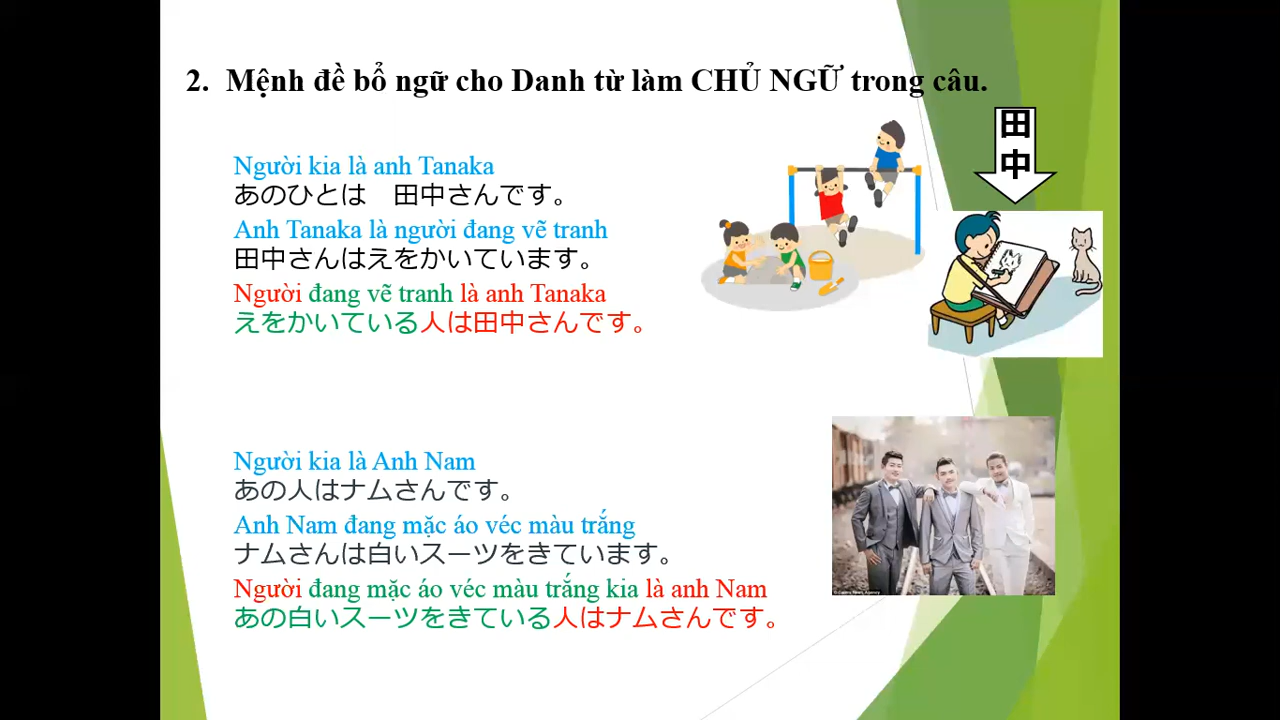 2. Mệnh đề bổ ngữ cho Danh từ làm CHỦ NGỮ trong câu.
Người kia là anh Tanaka
あのひとは　田中さんです。
Anh Tanaka là người đang vẽ tranh
田中さんはえをかいています。
Người đang vẽ tranh là anh Tanaka
えをかいている人は田中さんです。
田
中
Người kia là Anh Nam
あの人はナムさんです。
Anh Nam đang mặc áo véc màu trắng
ナムさんは白いスーツをきています。
Người đang mặc áo véc màu trắng kia là anh Nam
あの白いスーツをきている人はナムさんです。